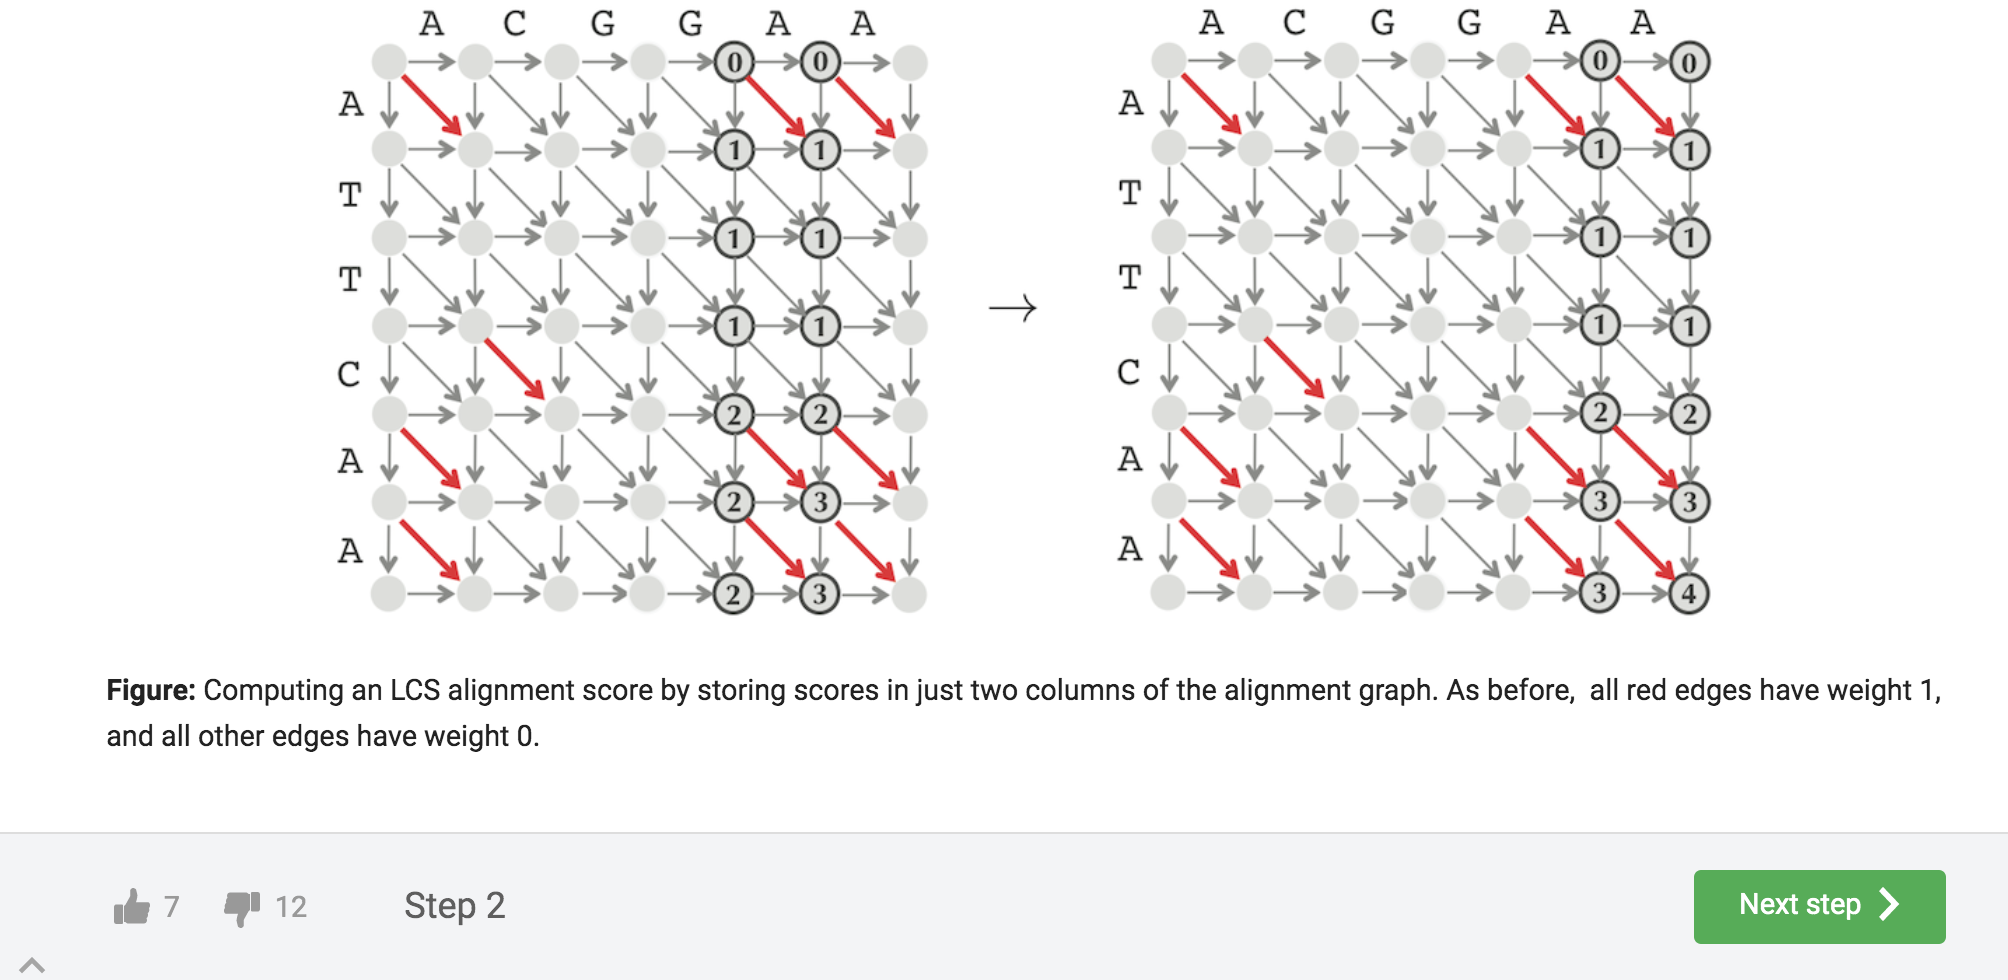 A C G G A A
0 0
A
1 1
T
1 1
T
1 1
C
2 2
A
2 3
A
2 3
→
A C G G A A
0 0
A
1 1
T
1 1
T
1 1
C
2 2
A
3 3
A
3 4
Figure: Computing an LCS alignment score by storing scores in just two columns of the alignment graph. As before, all red edges have weight 1,
and all other edges have weight 0.
7 12 Step 2 Next step